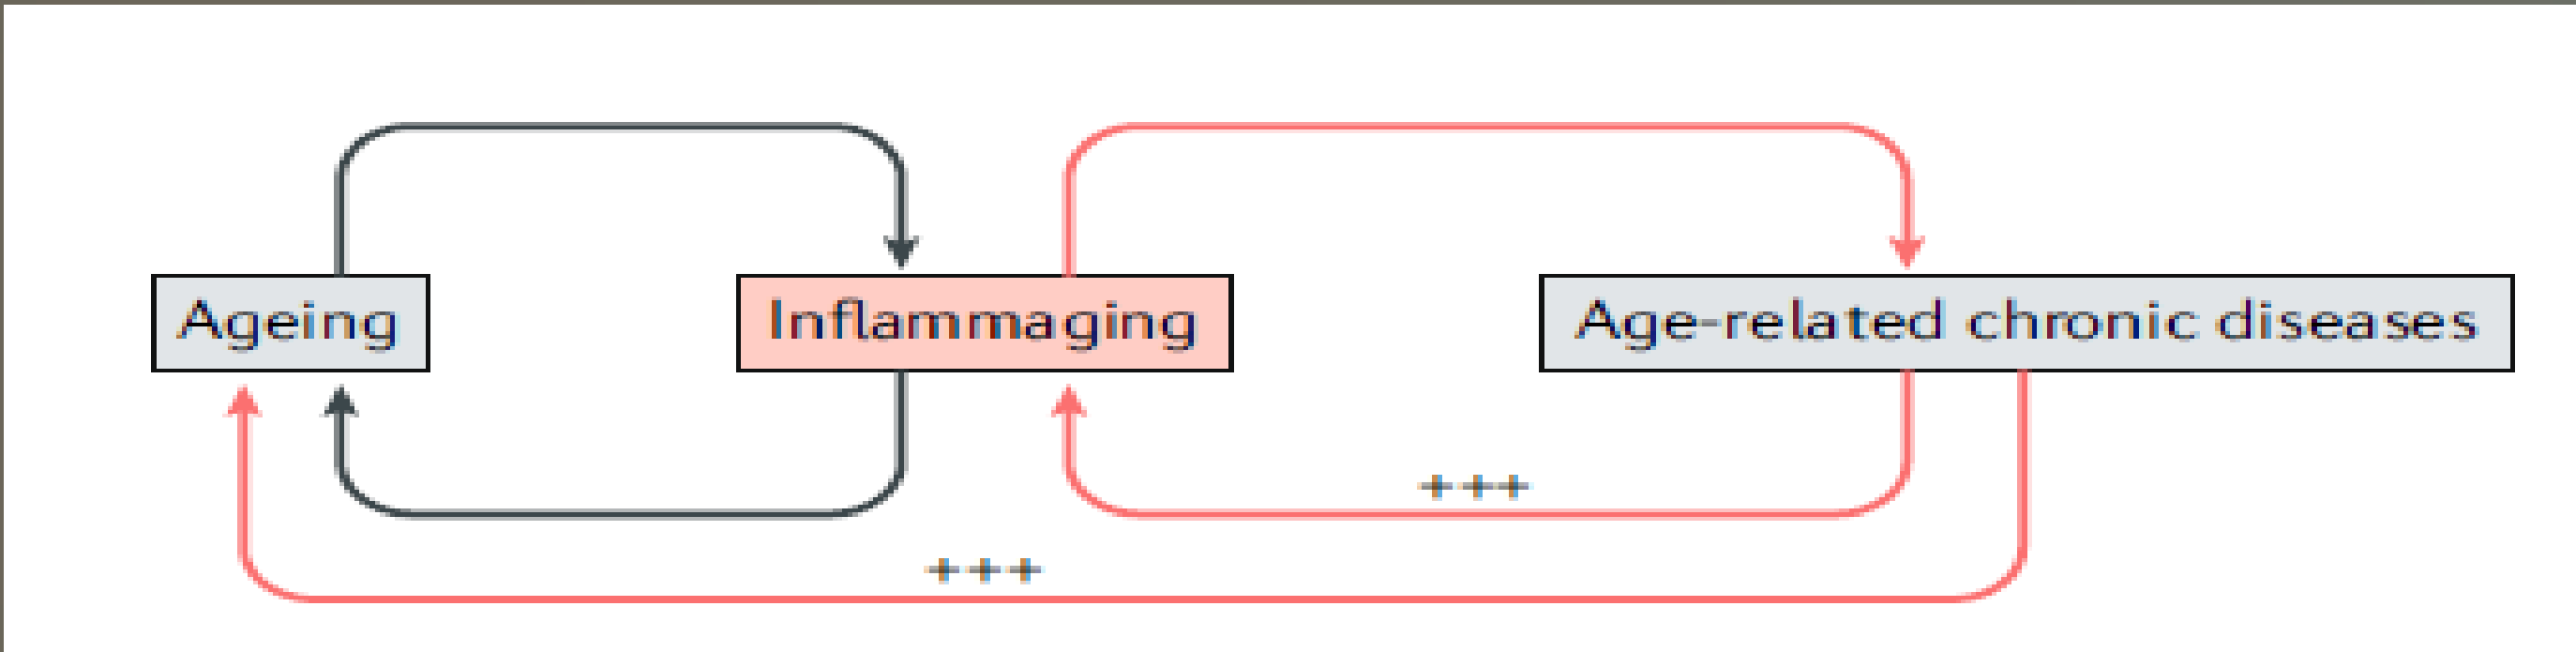 Ageing
Inflammaging
Age-related chronic diseases
+++
+++